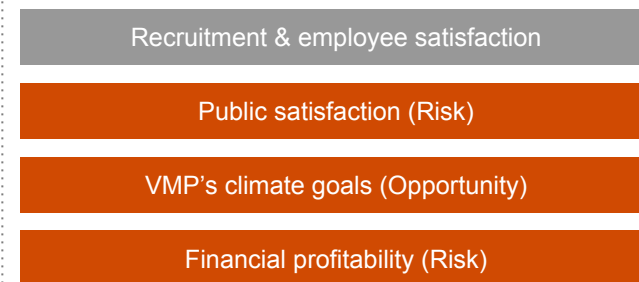 Recruitment & employee satisfaction
Public satisfaction (Risk)
VMP's climate goals (Opportunity)
Financial profitability (Risk)